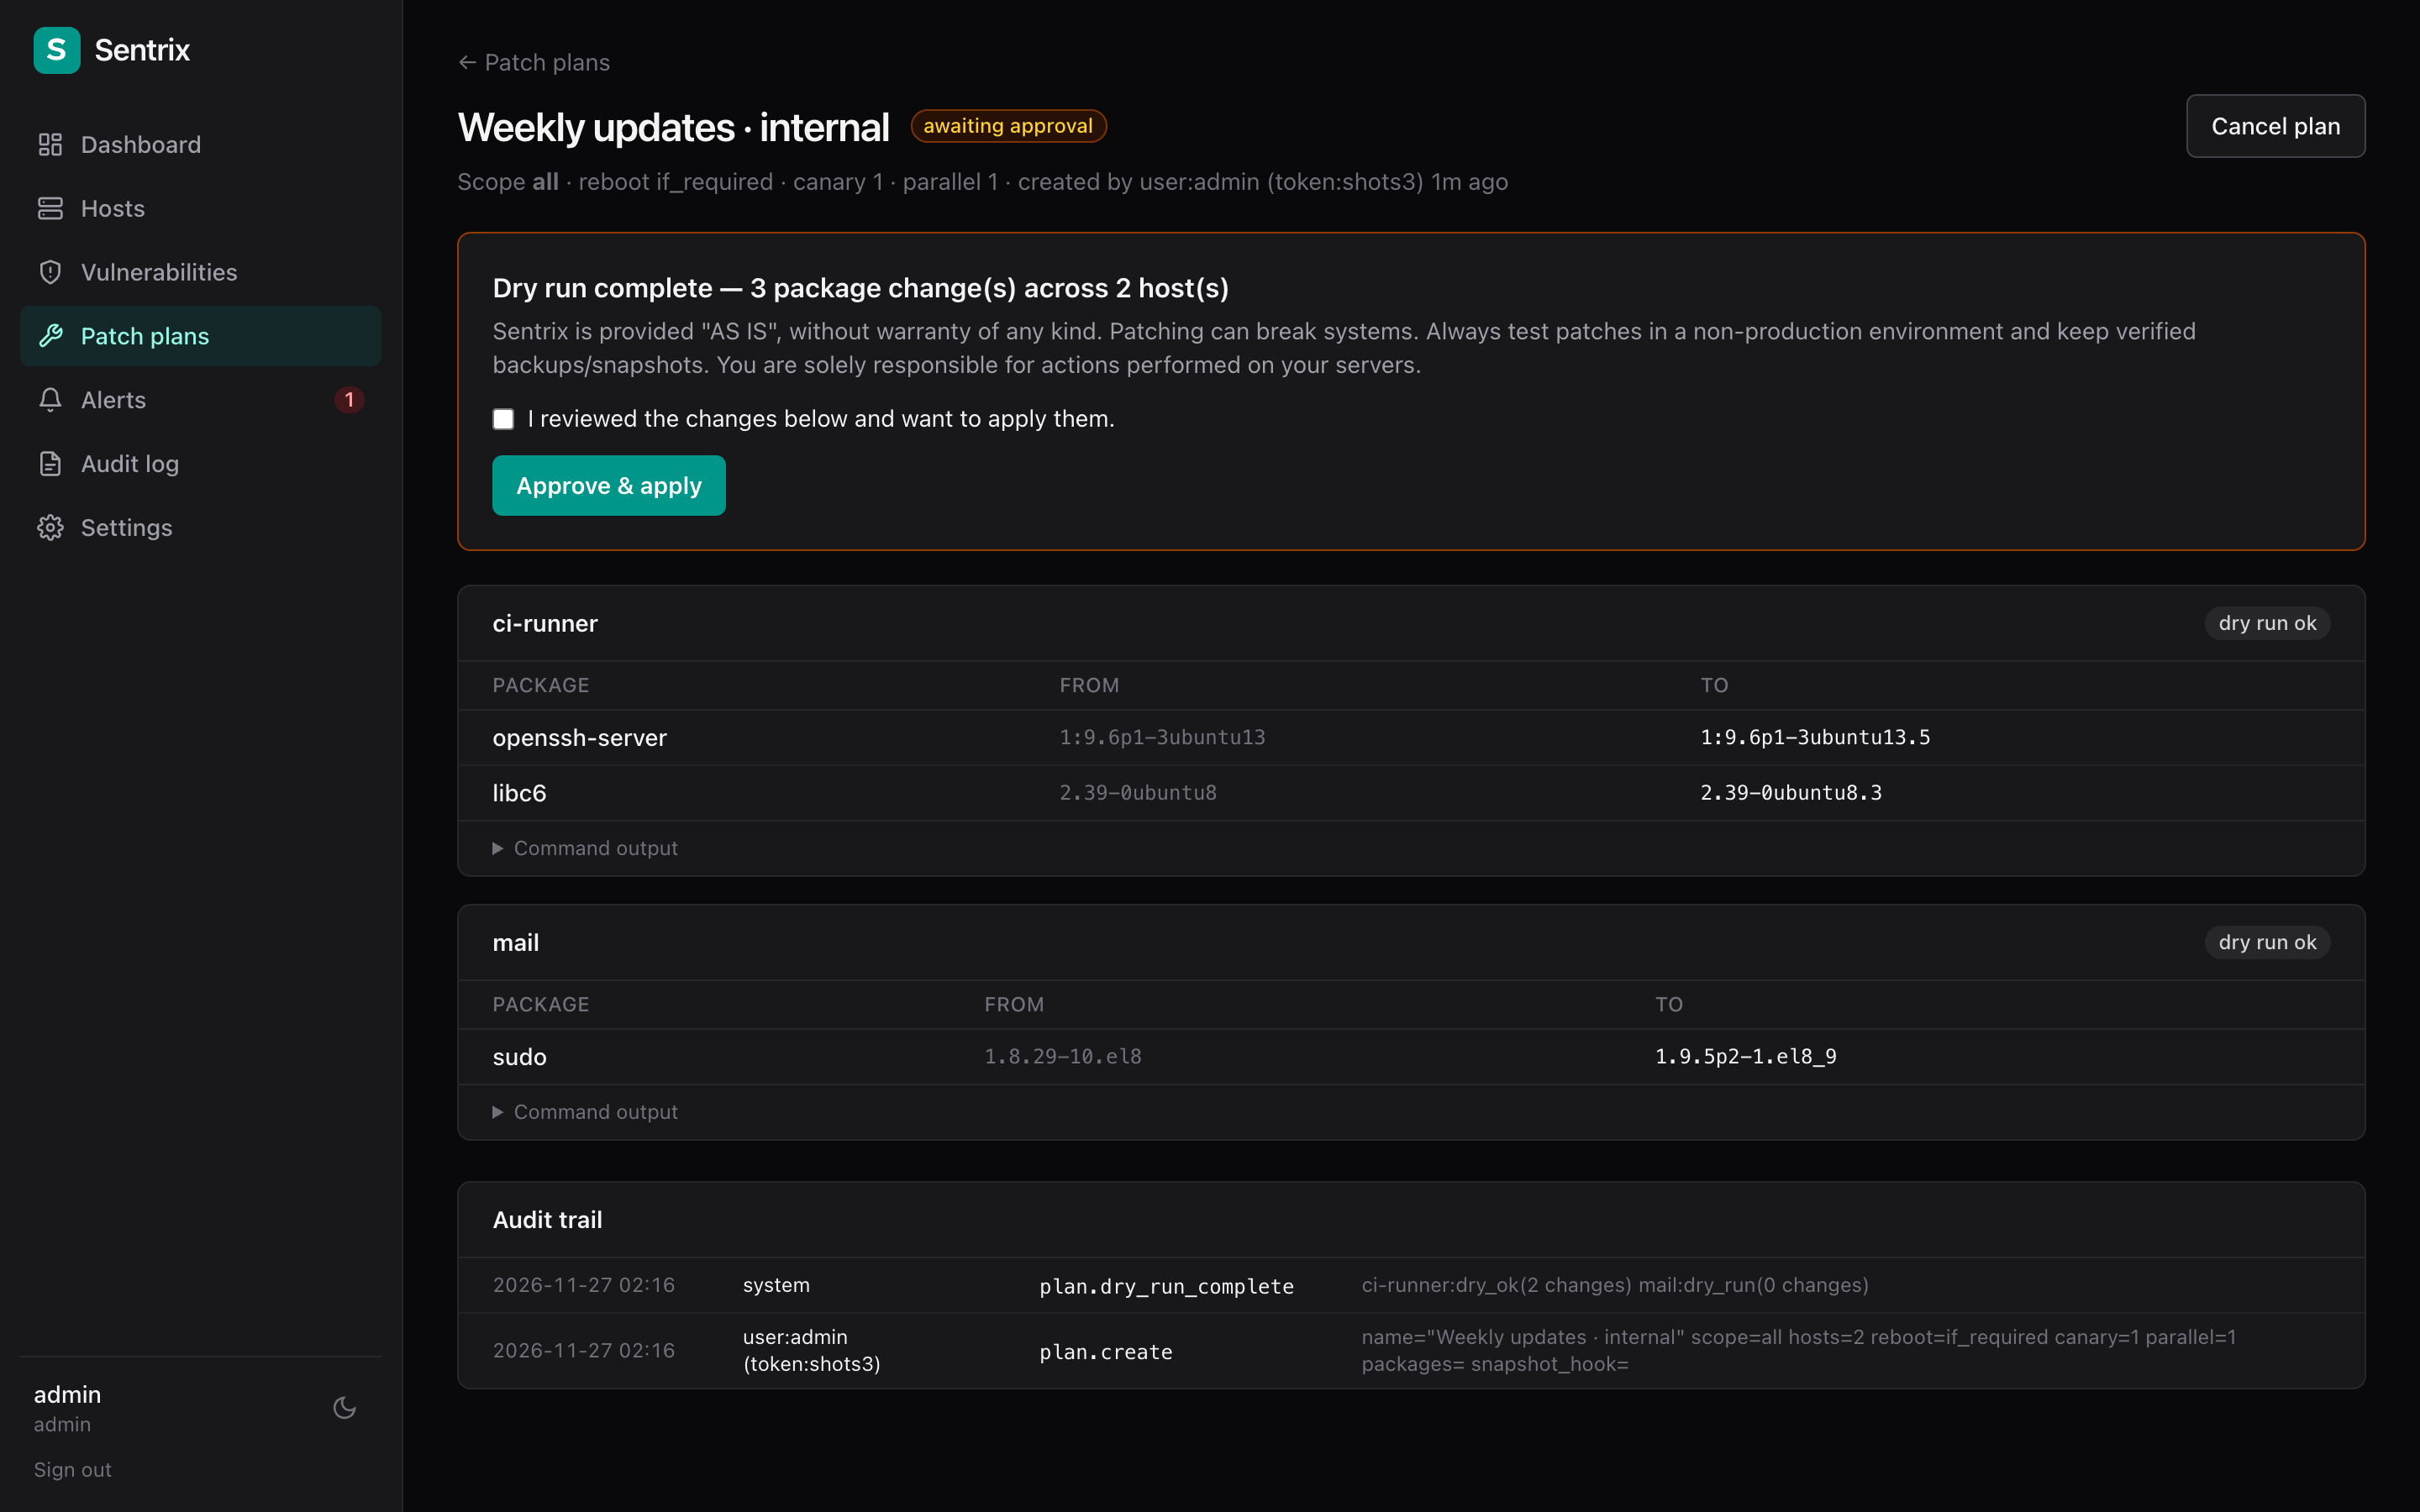 S Sentrix
Dashboard
Hosts
Vulnerabilities
Patch plans
Alerts 1
Audit log
Settings
admin
admin
Sign out
← Patch plans
Weekly updates · internal awaiting approval
Cancel plan
Scope all · reboot if_required · canary 1 · parallel 1 · created by user:admin (token:shots3) 1m ago
Dry run complete — 3 package change(s) across 2 host(s)
Sentrix is provided "AS IS", without warranty of any kind. Patching can break systems. Always test patches in a non-production environment and keep verified
backups/snapshots. You are solely responsible for actions performed on your servers.
I reviewed the changes below and want to apply them.
Approve & apply
ci-runner dry run ok
PACKAGE FROM TO
openssh-server 1:9.6p1-3ubuntu13 1:9.6p1-3ubuntu13.5
libc6 2.39-0ubuntu8 2.39-0ubuntu8.3
▶ Command output
mail dry run ok
PACKAGE FROM TO
sudo 1.8.29-10.el8 1.9.5p2-1.el8_9
▶ Command output
Audit trail
2026-11-27 02:16 system plan.dry_run_complete ci-runner:dry_ok(2 changes) mail:dry_run(0 changes)
2026-11-27 02:16 user:admin (token:shots3) plan.create name="Weekly updates · internal" scope=all hosts=2 reboot=if_required canary=1 parallel=1
packages= snapshot_hook=